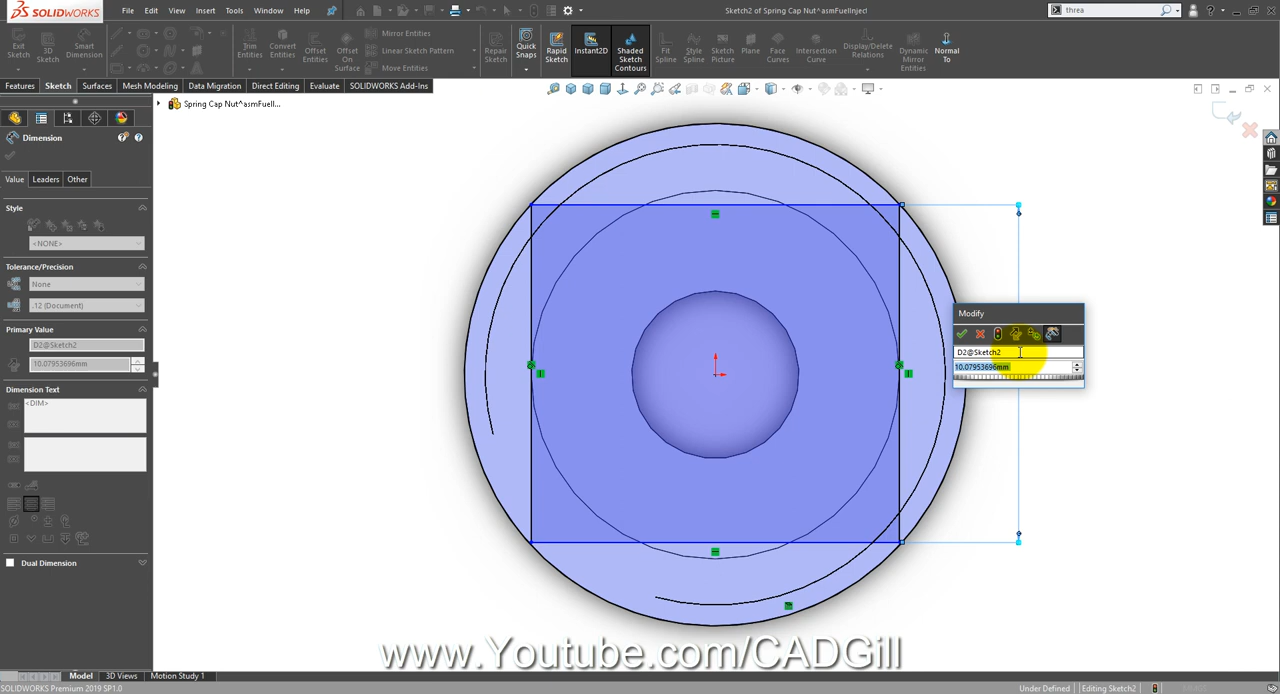 SOLIDWORKS
File Edit View Insert Tools Window Help
Sketch2 of Spring Cap Nut^asmFuelInject
threa
Exit Sketch
3D Sketch
Smart Dimension
Trim Entities
Convert Entities
Offset Entities
Offset On Surface
Mirror Entities
Linear Sketch Pattern
Move Entities
Display/Delete Relations
Repair Sketch
Quick Snaps
Rapid Sketch
Instant2D
Shaded Sketch Contours
Fit Spline
Style Spline
Sketch Picture
Plane
Face Curves
Intersection Curve
Dynamic Mirror Entities
Normal To
Features Sketch Surfaces Mesh Modeling Data Migration Direct Editing Evaluate SOLIDWORKS Add-Ins
Spring Cap Nut^asmFuelI...
Dimension
Value Leaders Other
Style
<NONE>
Tolerance/Precision
None
.12 (Document)
Primary Value
D2@Sketch2
10.07953696mm
Dimension Text
<DIM>
Dual Dimension
Modify
D2@Sketch2
10.07953696mm
www.Youtube.com/CADGill
Model 3D Views Motion Study 1
SOLIDWORKS Premium 2019 SP1.0
Under Defined Editing Sketch2